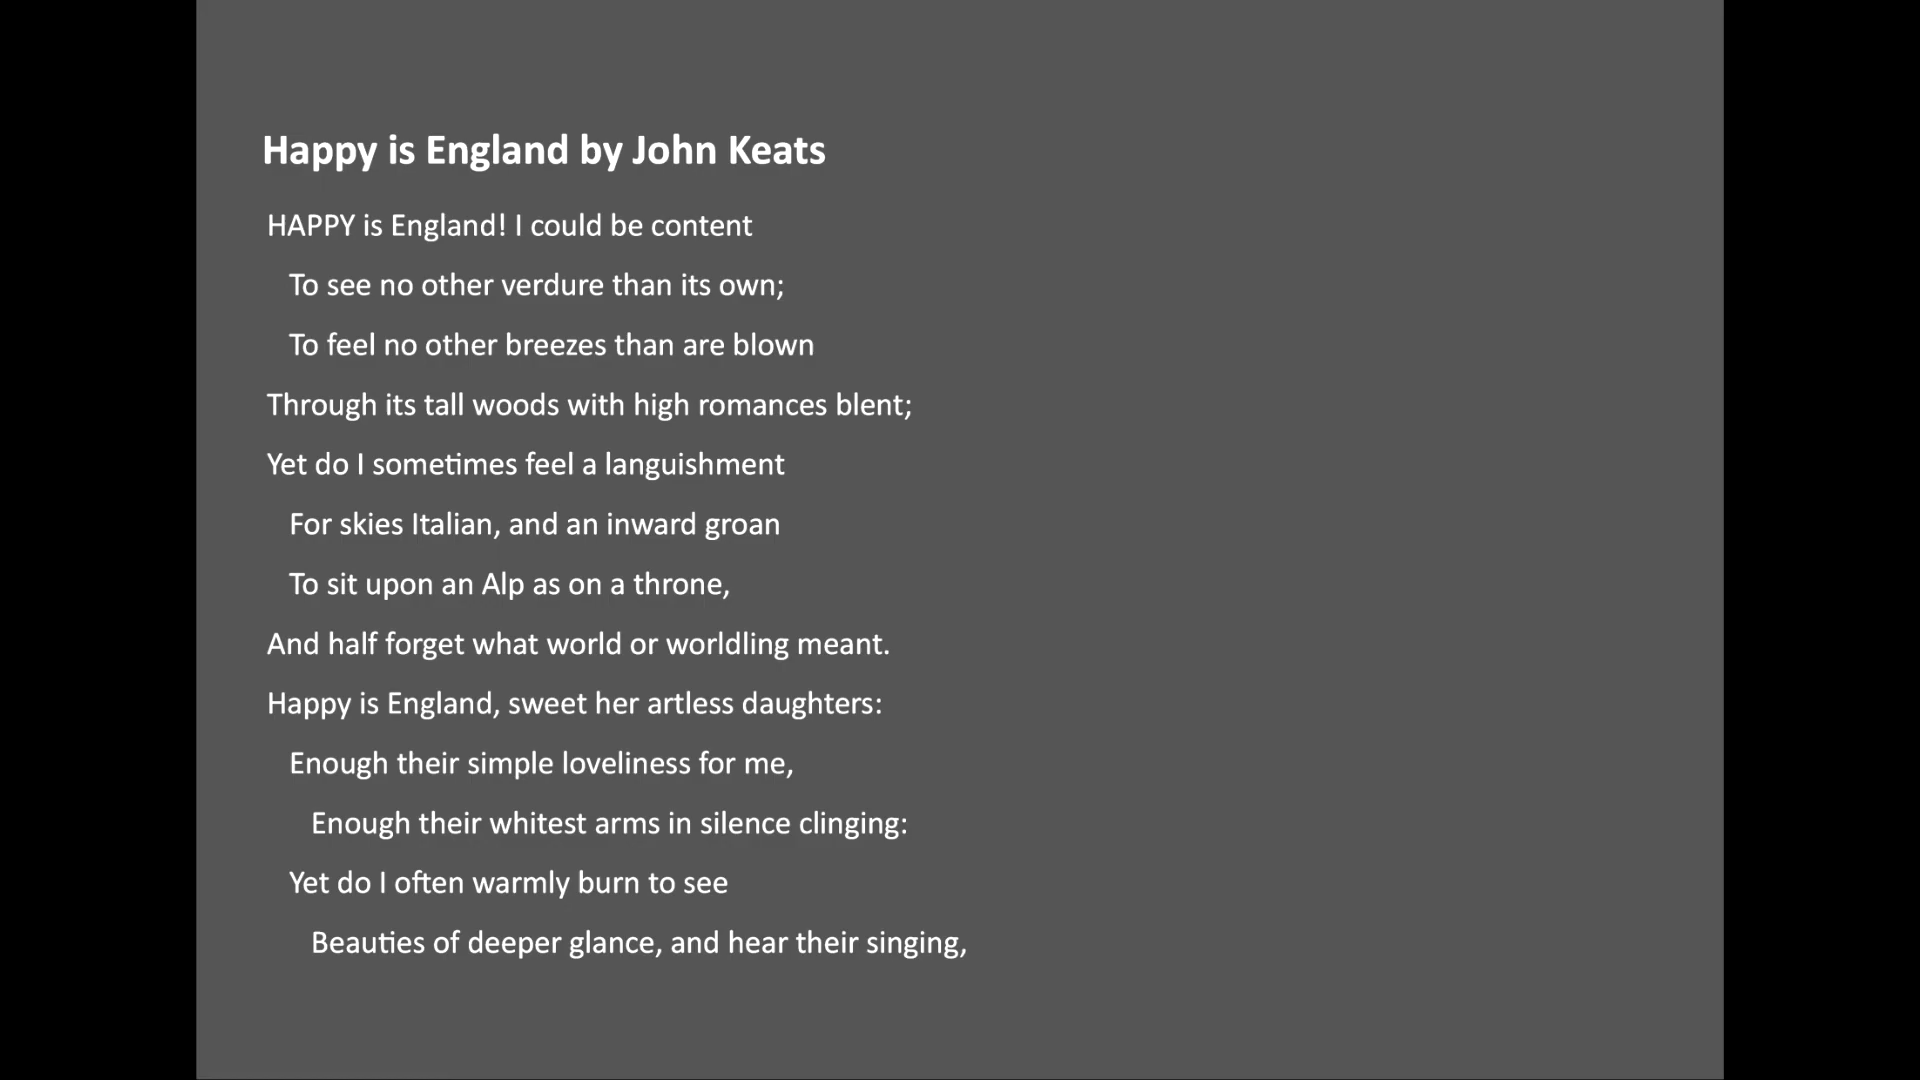 Happy is England by John Keats
HAPPY is England! I could be content
To see no other verdure than its own;
To feel no other breezes than are blown
Through its tall woods with high romances blent;
Yet do I sometimes feel a languishment
For skies Italian, and an inward groan
To sit upon an Alp as on a throne,
And half forget what world or worldling meant.
Happy is England, sweet her artless daughters:
Enough their simple loveliness for me,
Enough their whitest arms in silence clinging:
Yet do I often warmly burn to see
Beauties of deeper glance, and hear their singing,